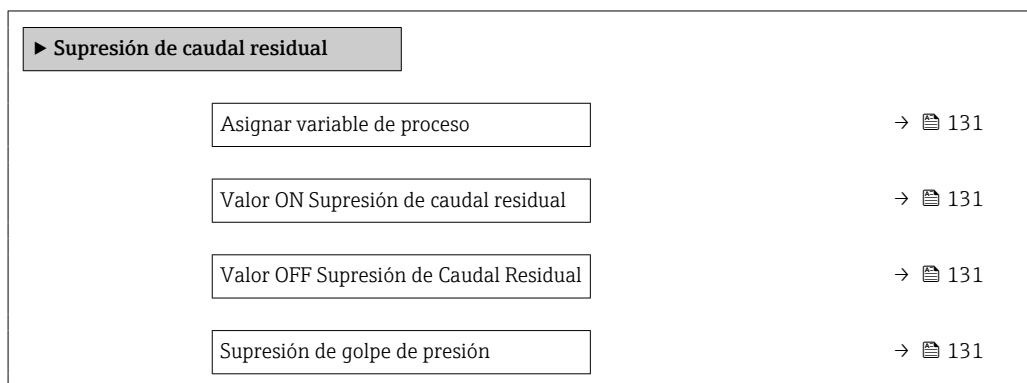 ► Supresión de caudal residual
Asignar variable de proceso → 131
Valor ON Supresión de caudal residual → 131
Valor OFF Supresión de Caudal Residual → 131
Supresión de golpe de presión → 131